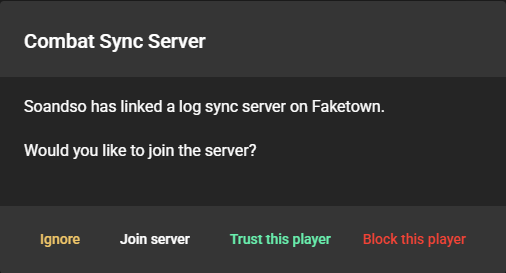 Combat Sync Server
Soandso has linked a log sync server on Faketown.
Would you like to join the server?
Ignore Join server Trust this player Block this player